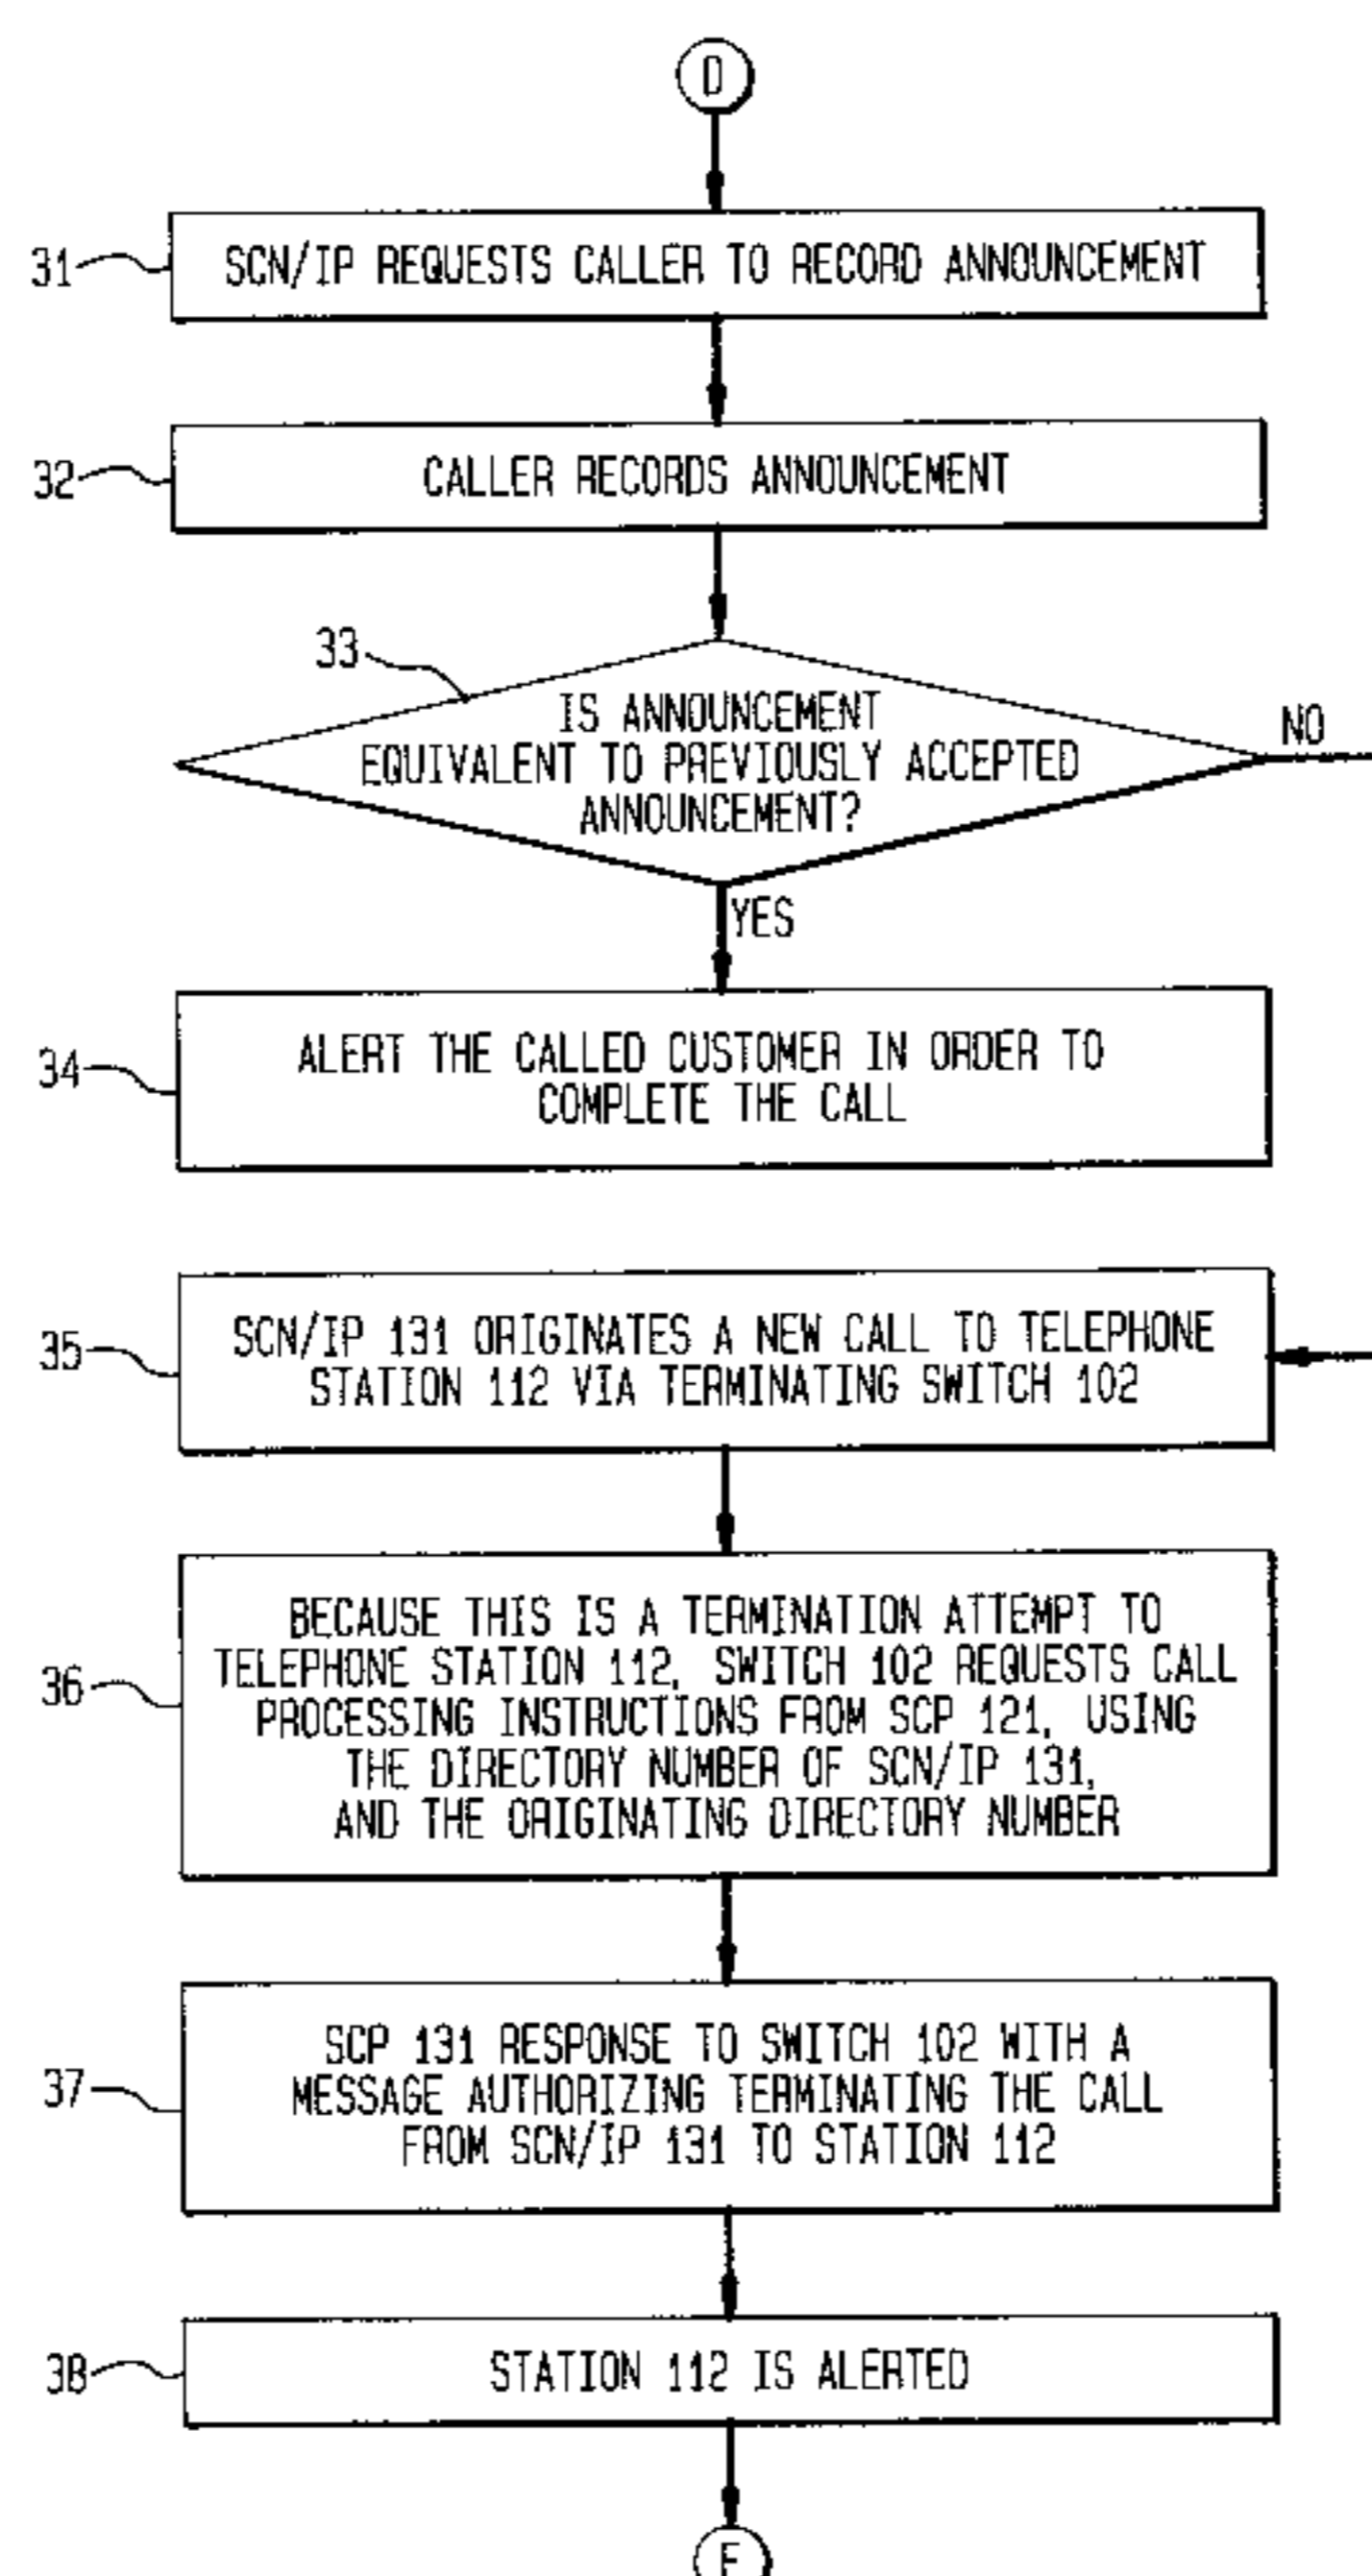 D
31
SCN/IP REQUESTS CALLER TO RECORD ANNOUNCEMENT
32
CALLER RECORDS ANNOUNCEMENT
33
IS ANNOUNCEMENT
EQUIVALENT TO PREVIOUSLY ACCEPTED
ANNOUNCEMENT?
NO
YES
34
ALERT THE CALLED CUSTOMER IN ORDER TO
COMPLETE THE CALL
35
SCN/IP 131 ORIGINATES A NEW CALL TO TELEPHONE
STATION 112 VIA TERMINATING SWITCH 102
36
BECAUSE THIS IS A TERMINATION ATTEMPT TO
TELEPHONE STATION 112, SWITCH 102 REQUESTS CALL
PROCESSING INSTRUCTIONS FROM SCP 121, USING
THE DIRECTORY NUMBER OF SCN/IP 131,
AND THE ORIGINATING DIRECTORY NUMBER
37
SCP 131 RESPONSE TO SWITCH 102 WITH A
MESSAGE AUTHORIZING TERMINATING THE CALL
FROM SCN/IP 131 TO STATION 112
38
STATION 112 IS ALERTED